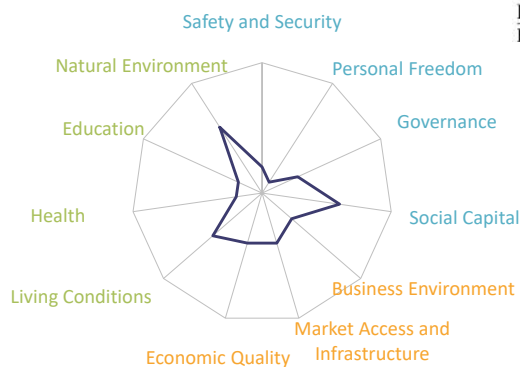 Safety and Security
Natural Environment
Personal Freedom
Education
Governance
Health
Social Capital
Living Conditions
Business Environment
Market Access and
Infrastructure
Economic Quality